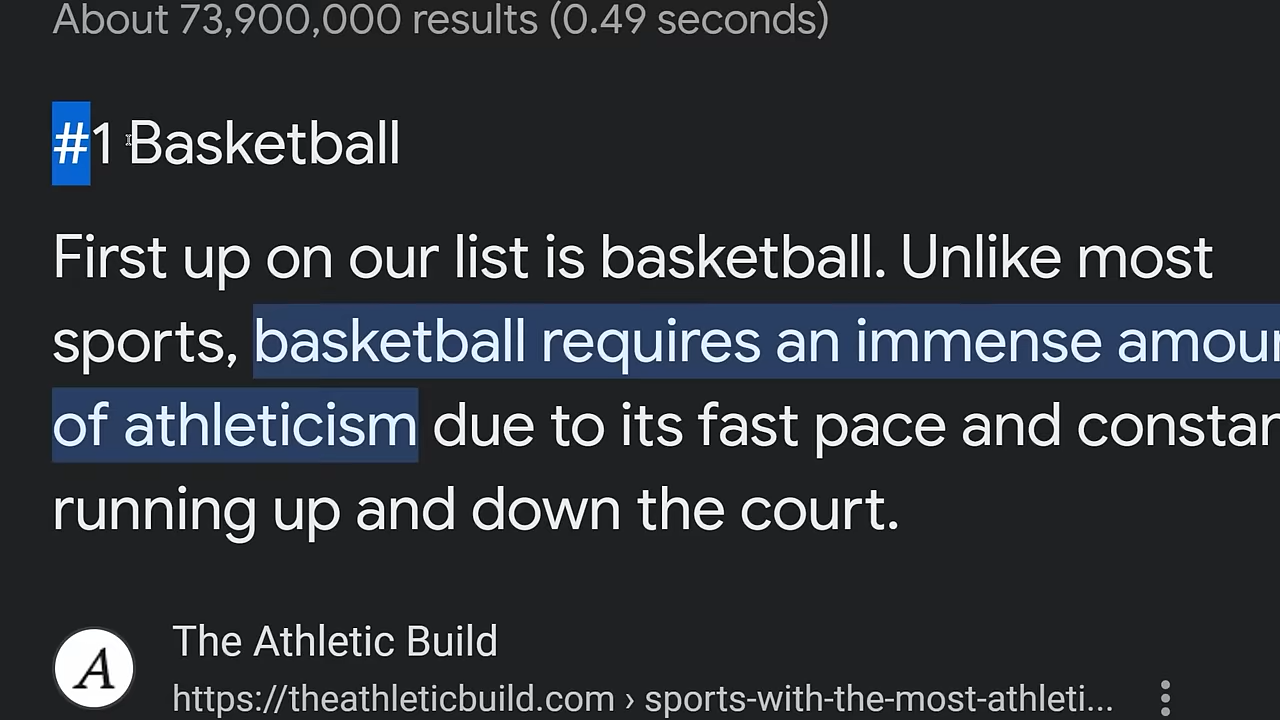 About 73,900,000 results (0.49 seconds)
#1 Basketball
First up on our list is basketball. Unlike most
sports, basketball requires an immense amoun
of athleticism due to its fast pace and constan
running up and down the court.
A
The Athletic Build
https://theathleticbuild.com › sports-with-the-most-athleti...